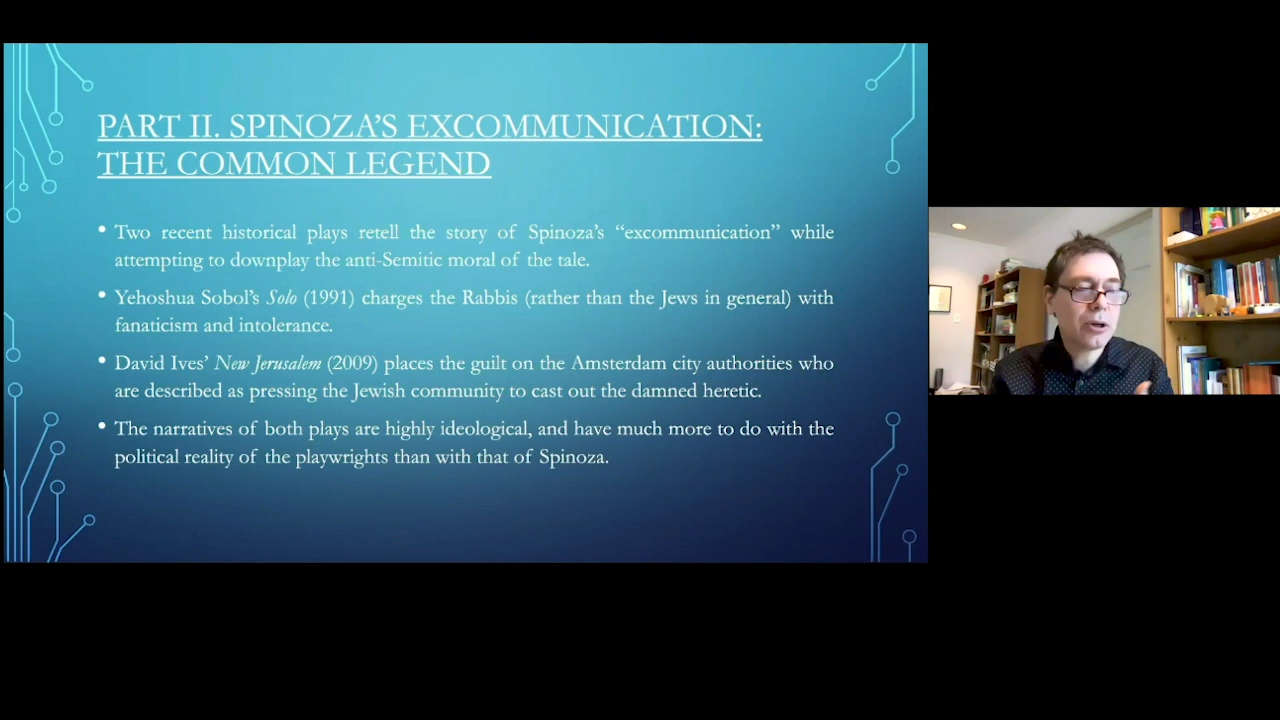 PART II. SPINOZA'S EXCOMMUNICATION:
THE COMMON LEGEND
• Two recent historical plays retell the story of Spinoza's “excommunication” while
attempting to downplay the anti-Semitic moral of the tale.
• Yehoshua Sobol's Solo (1991) charges the Rabbis (rather than the Jews in general) with
fanaticism and intolerance.
• David Ives' New Jerusalem (2009) places the guilt on the Amsterdam city authorities who
are described as pressing the Jewish community to cast out the damned heretic.
• The narratives of both plays are highly ideological, and have much more to do with the
political reality of the playwrights than with that of Spinoza.